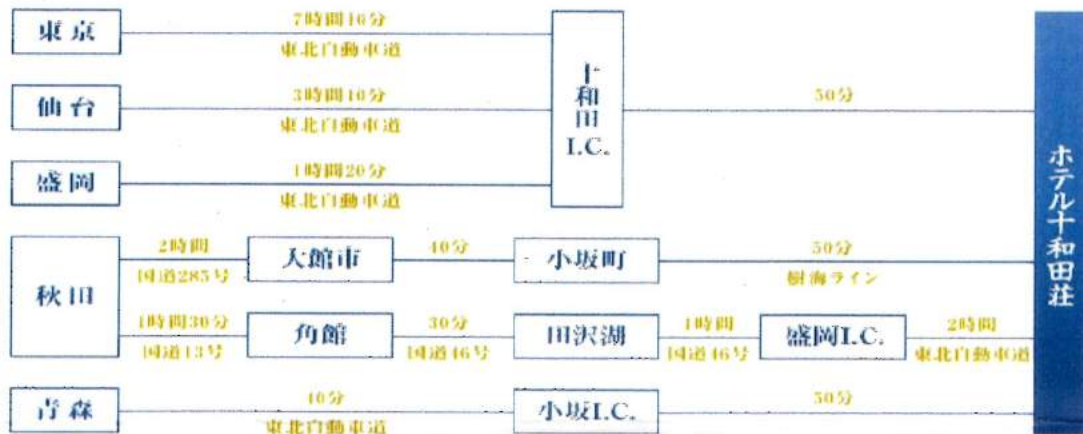 東京
7時間10分
東北自動車道
仙台
3時間10分
東北自動車道
盛岡
1時間20分
東北自動車道
十和田I.C.
50分
秋田
2時間
国道285号
大館市
40分
小坂町
50分
樹海ライン
1時間30分
国道13号
角館
30分
国道46号
田沢湖
1時間
国道46号
盛岡I.C.
2時間
東北自動車道
青森
40分
東北自動車道
小坂I.C.
50分
ホテル十和田荘